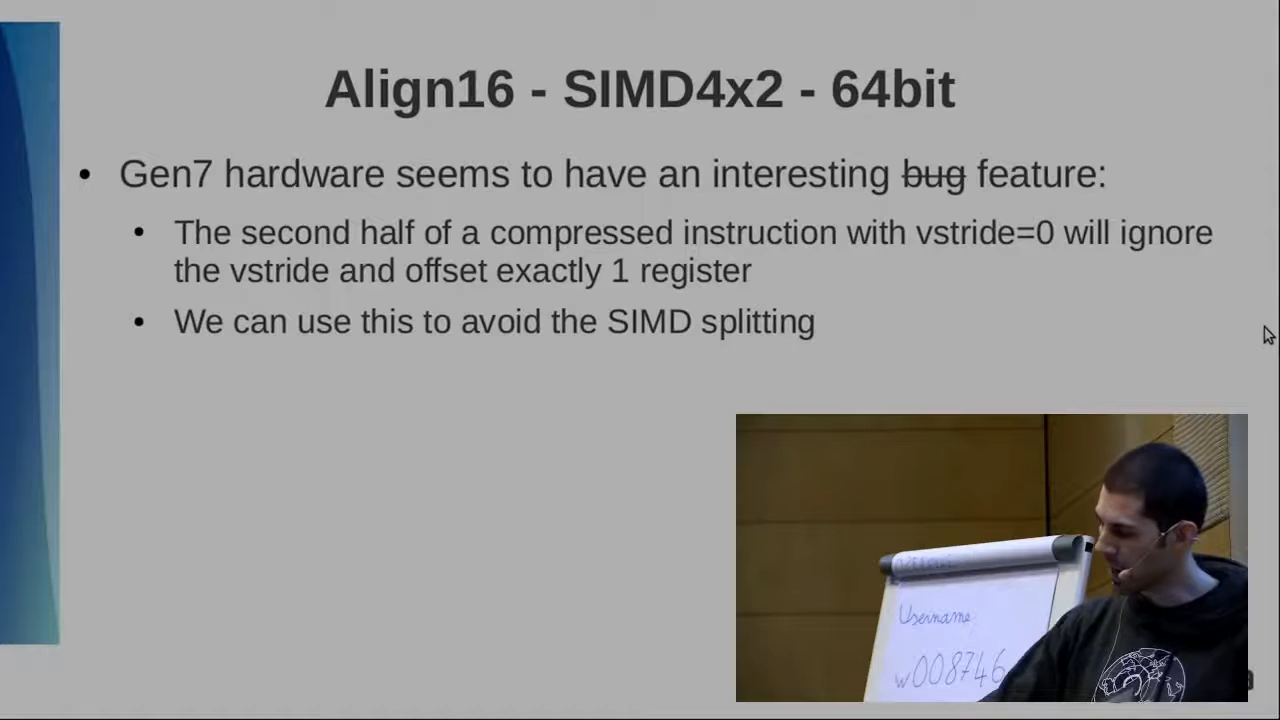 Align16 - SIMD4x2 - 64bit
• Gen7 hardware seems to have an interesting bug feature:
• The second half of a compressed instruction with vstride=0 will ignore
the vstride and offset exactly 1 register
• We can use this to avoid the SIMD splitting
Username
w008746